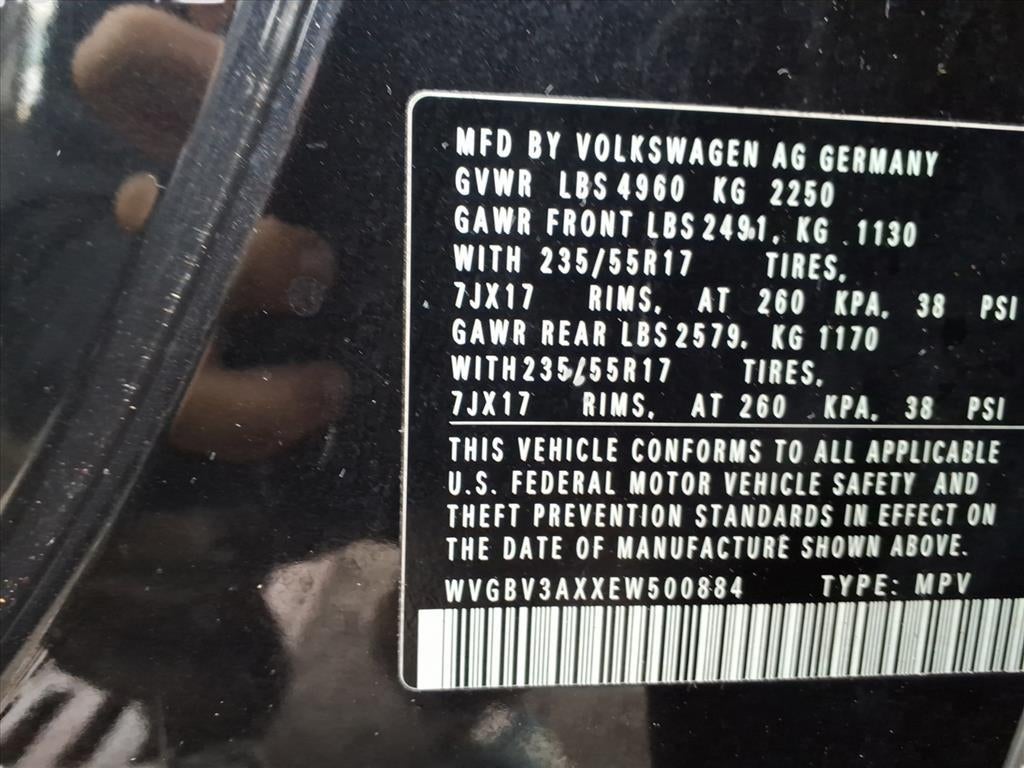 MFD BY VOLKSWAGEN AG GERMANY
GVWR LBS 4960 KG 2250
GAWR FRONT LBS 2491, KG 1130
WITH 235/55R17 TIRES,
7JX17 RIMS, AT 260 KPA, 38 PSI
GAWR REAR LBS 2579, KG 1170
WITH 235/55R17 TIRES,
7JX17 RIMS, AT 260 KPA, 38 PSI
THIS VEHICLE CONFORMS TO ALL APPLICABLE
U.S. FEDERAL MOTOR VEHICLE SAFETY AND
THEFT PREVENTION STANDARDS IN EFFECT ON
THE DATE OF MANUFACTURE SHOWN ABOVE.
WVGBV3AXXEW500884 TYPE: MPV